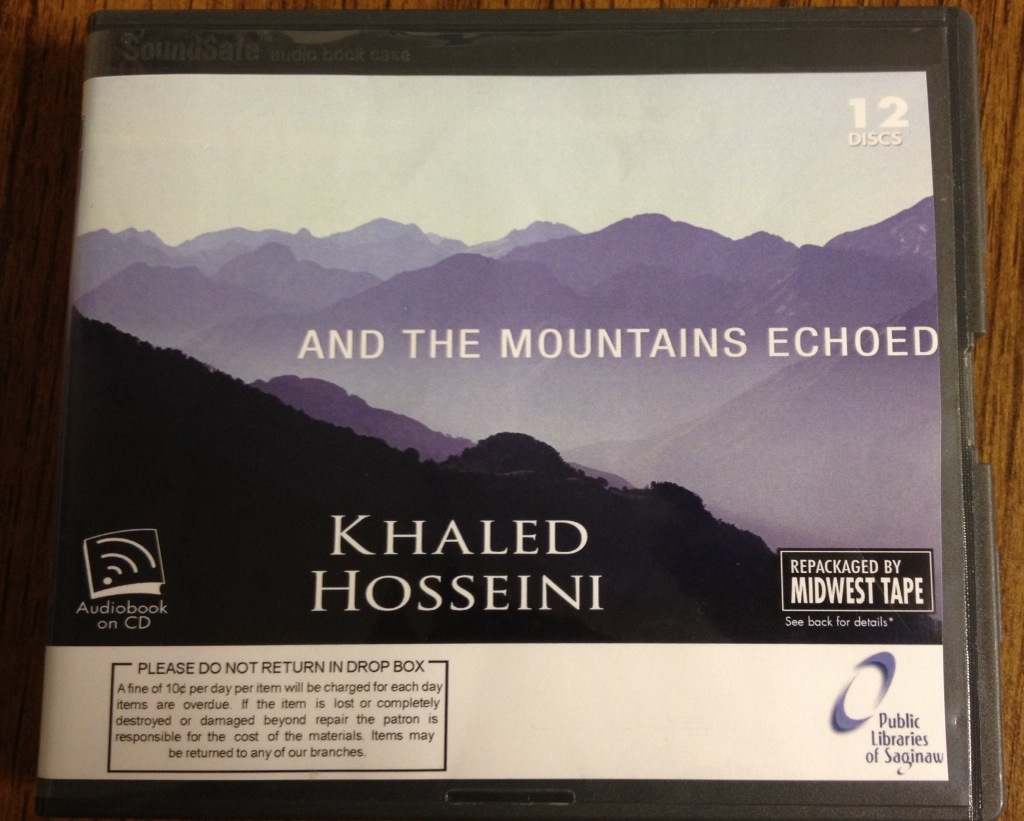 SoundSafe audio book case
12
DISCS
AND THE MOUNTAINS ECHOED
KHALED
HOSSEINI
Audiobook
on CD
REPACKAGED BY
MIDWEST TAPE
See back for details*
PLEASE DO NOT RETURN IN DROP BOX
A fine of 10¢ per day per item will be charged for each day
items are overdue. If the item is lost or completely
destroyed or damaged beyond repair the patron is
responsible for the cost of the materials. Items may
be returned to any of our branches.
Public
Libraries
of Saginaw